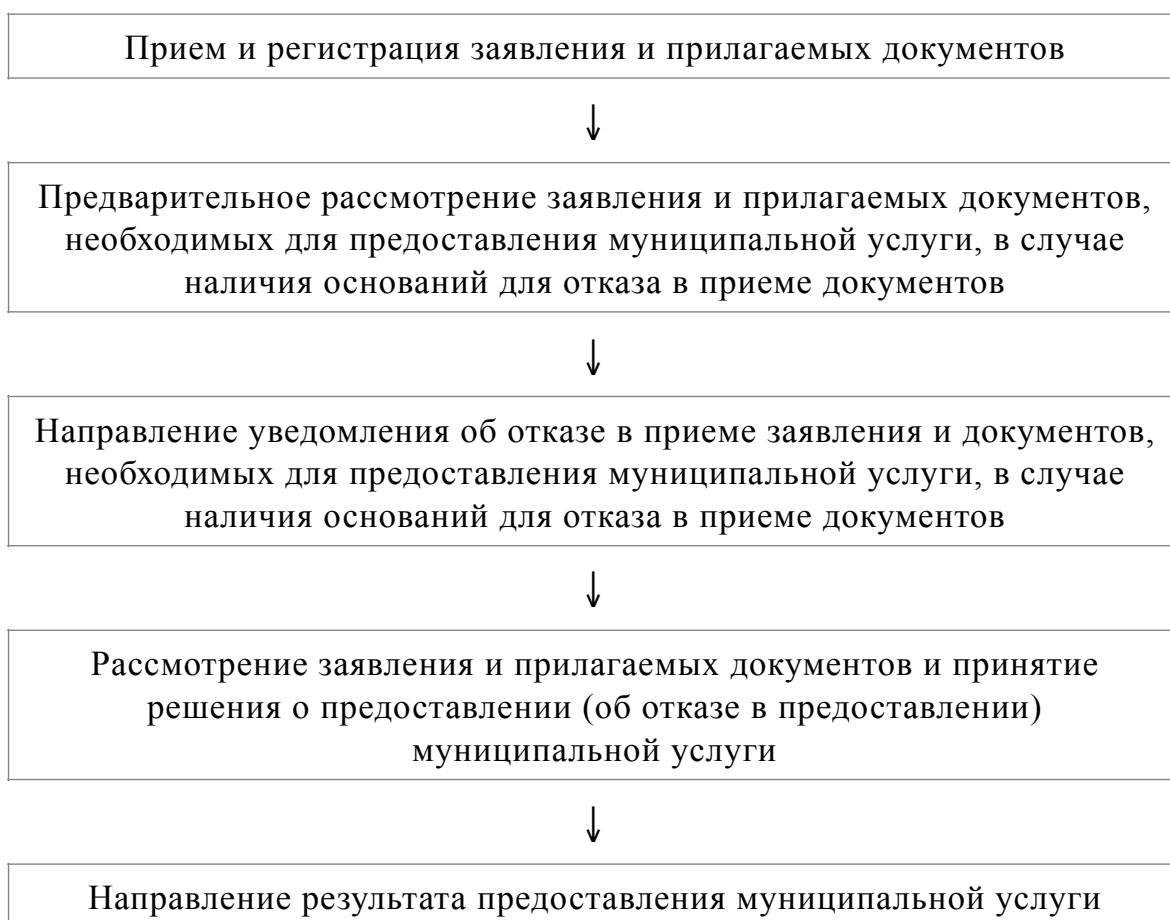 Прием и регистрация заявления и прилагаемых документов
↓
Предварительное рассмотрение заявления и прилагаемых документов,
необходимых для предоставления муниципальной услуги, в случае
наличия оснований для отказа в приеме документов
↓
Направление уведомления об отказе в приеме заявления и документов,
необходимых для предоставления муниципальной услуги, в случае
наличия оснований для отказа в приеме документов
↓
Рассмотрение заявления и прилагаемых документов и принятие
решения о предоставлении (об отказе в предоставлении)
муниципальной услуги
↓
Направление результата предоставления муниципальной услуги